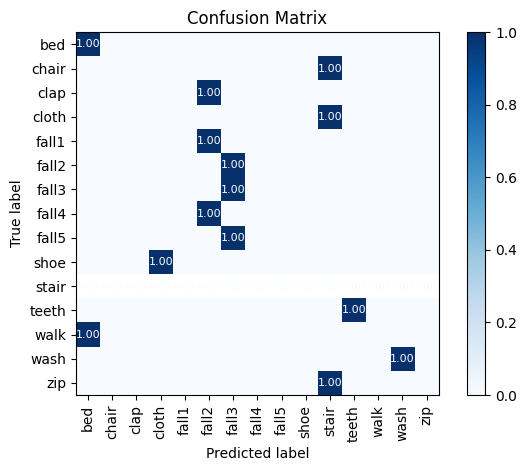 Confusion Matrix
True label
bed 1.00
chair 1.00
clap 1.00
cloth 1.00
fall1 1.00
fall2 1.00
fall3 1.00
fall4 1.00
fall5 1.00
shoe 1.00
stair
teeth 1.00
walk 1.00
wash 1.00
zip 1.00
bed chair clap cloth fall1 fall2 fall3 fall4 fall5 shoe stair teeth walk wash zip
Predicted label
1.0
0.8
0.6
0.4
0.2
0.0